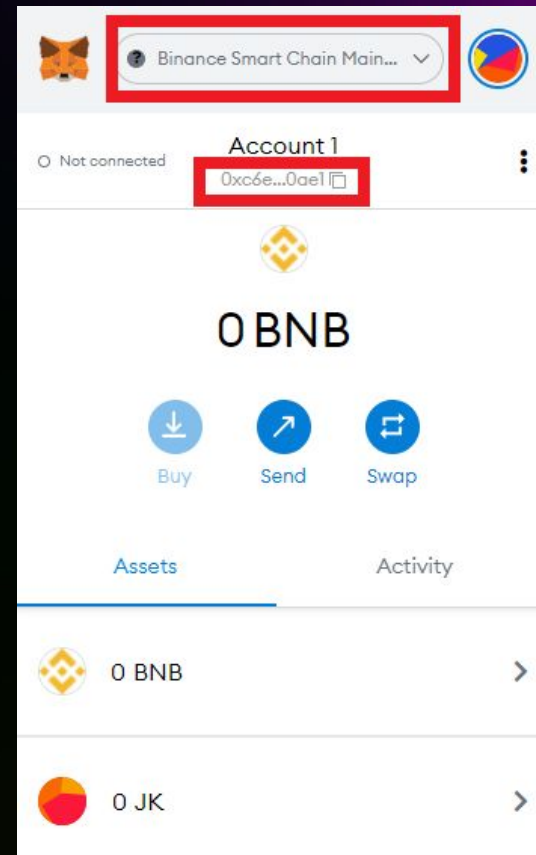 Binance Smart Chain Main...
Not connected
Account 1
0xc6e...0ae1
0 BNB
Buy
Send
Swap
Assets
Activity
0 BNB
0 JK